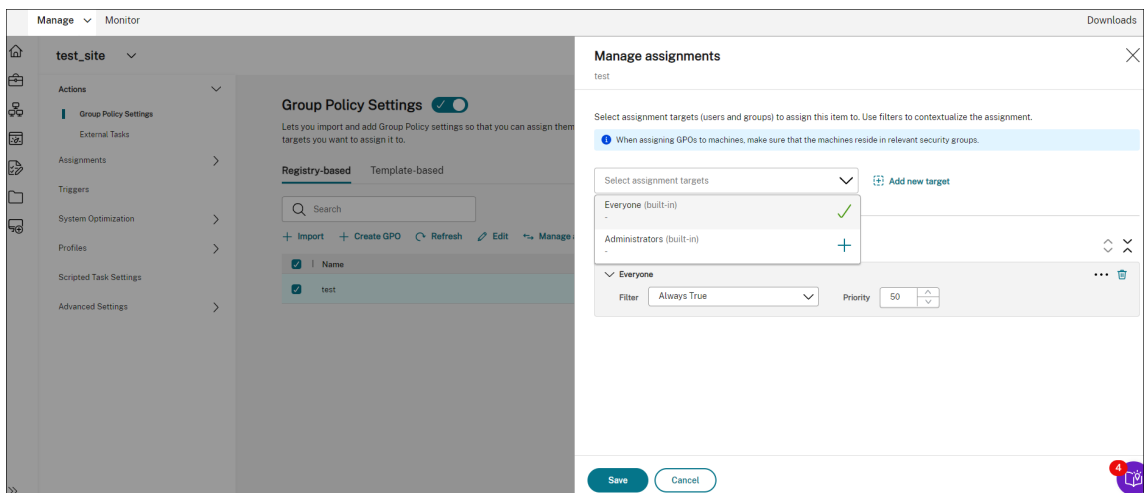 Manage Monitor Downloads
test_site
Actions
Group Policy Settings
External Tasks
Assignments
Triggers
System Optimization
Profiles
Scripted Task Settings
Advanced Settings
Group Policy Settings
Lets you import and add Group Policy settings so that you can assign them
targets you want to assign it to.
Registry-based Template-based
Search
Import Create GPO Refresh Edit Manage
Name
test
Manage assignments
test
Select assignment targets (users and groups) to assign this item to. Use filters to contextualize the assignment.
When assigning GPOs to machines, make sure that the machines reside in relevant security groups.
Select assignment targets Add new target
Everyone (built-in)
-
Administrators (built-in)
-
Everyone
Filter Always True Priority 50
Save Cancel
4